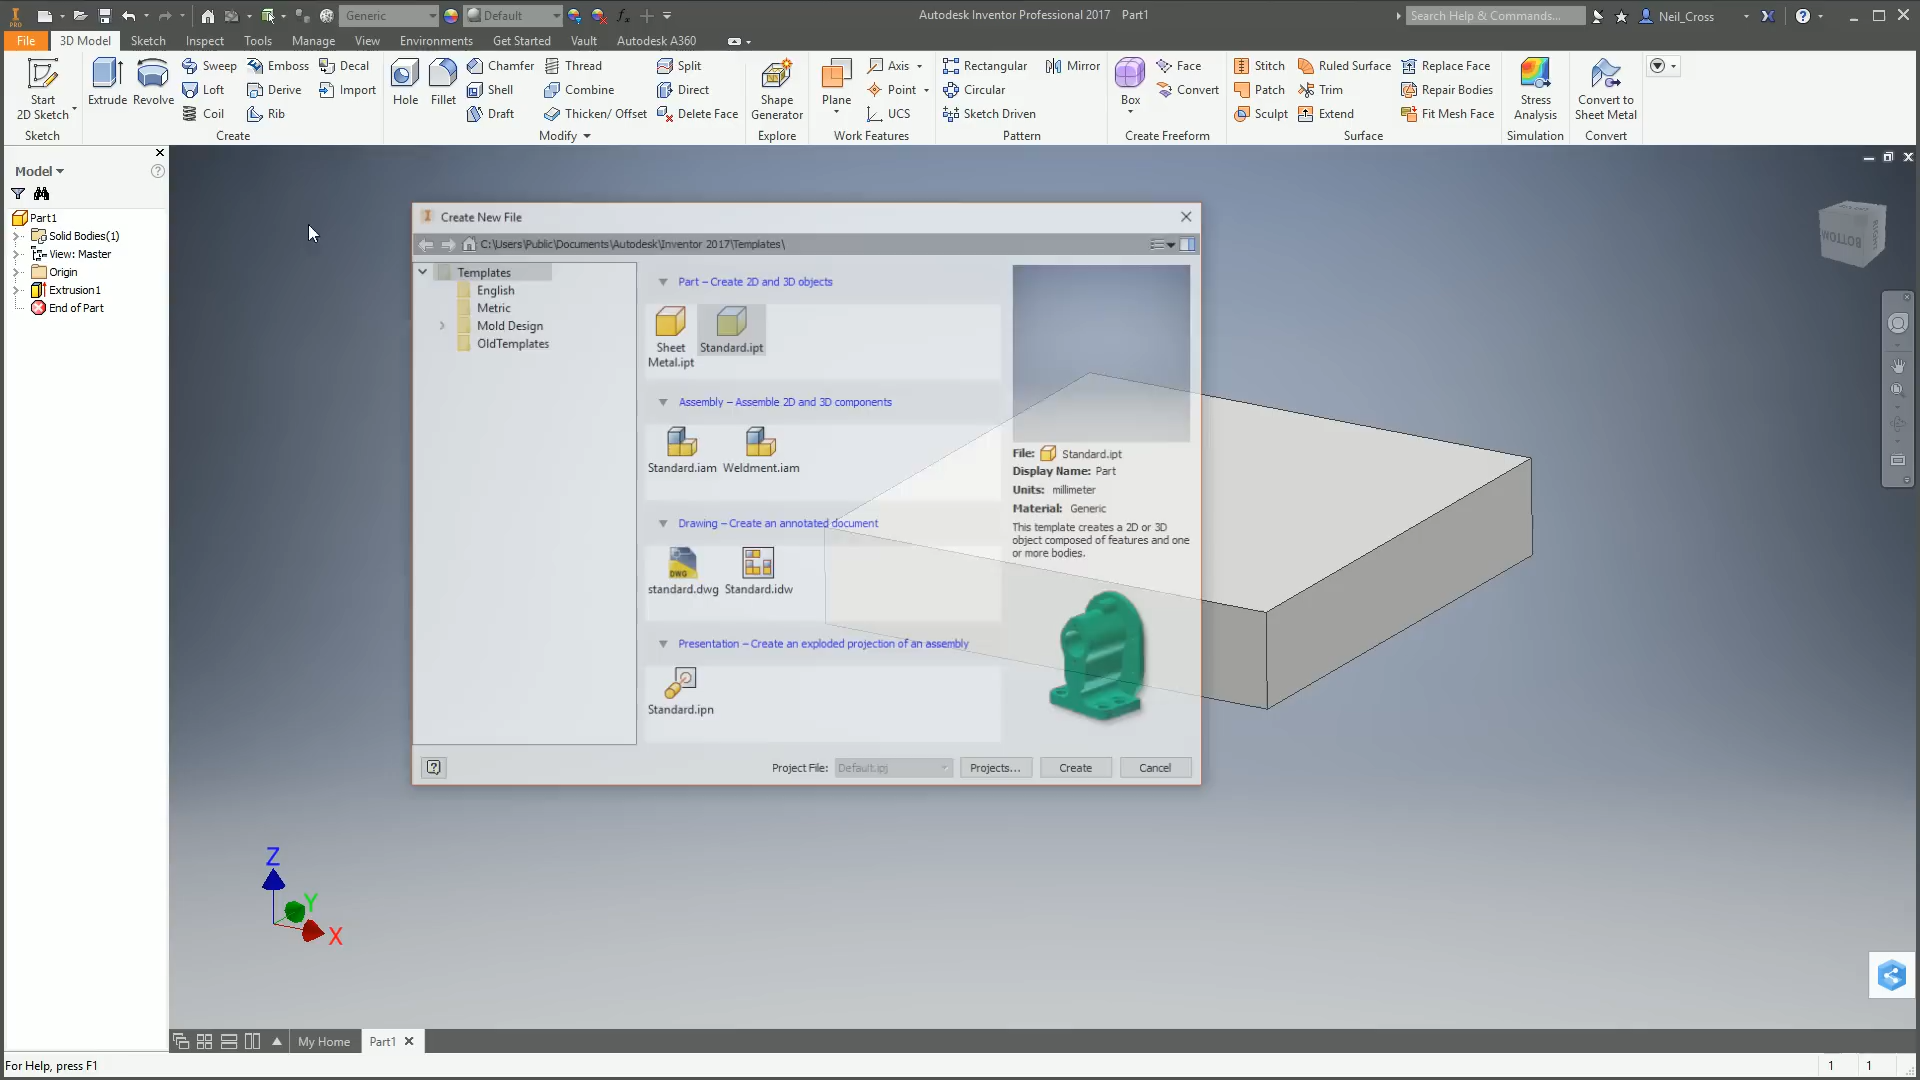 PRO
Generic
Default
fx
Autodesk Inventor Professional 2017 Part1
Search Help & Commands...
Neil_Cross
File 3D Model Sketch Inspect Tools Manage View Environments Get Started Vault Autodesk A360
Start
2D Sketch
Extrude
Revolve
Sweep
Loft
Coil
Emboss
Derive
Rib
Decal
Import
Hole
Fillet
Chamfer
Shell
Draft
Thread
Combine
Thicken/ Offset
Split
Direct
Delete Face
Shape
Generator
Plane
Axis
Point
UCS
Rectangular
Circular
Sketch Driven
Mirror
Box
Face
Convert
Stitch
Patch
Sculpt
Ruled Surface
Trim
Extend
Replace Face
Repair Bodies
Fit Mesh Face
Stress
Analysis
Convert to
Sheet Metal
Sketch Create Modify Explore Work Features Pattern Create Freeform Surface Simulation Convert
Model
Part1
Solid Bodies(1)
View: Master
Origin
Extrusion1
End of Part
Create New File
C:\Users\Public\Documents\Autodesk\Inventor 2017\Templates\
Templates
English
Metric
Mold Design
OldTemplates
Part – Create 2D and 3D objects
Sheet
Metal.ipt
Standard.ipt
Assembly – Assemble 2D and 3D components
Standard.iam
Weldment.iam
Drawing – Create an annotated document
DWG
standard.dwg
Standard.idw
Presentation – Create an exploded projection of an assembly
Standard.ipn
File: Standard.ipt
Display Name: Part
Units: millimeter
Material: Generic
This template creates a 2D or 3D
object composed of features and one
or more bodies.
Project File: Default.ipj
Projects...
Create
Cancel
BOTTOM
Z
Y
X
My Home
Part1
For Help, press F1
1 1